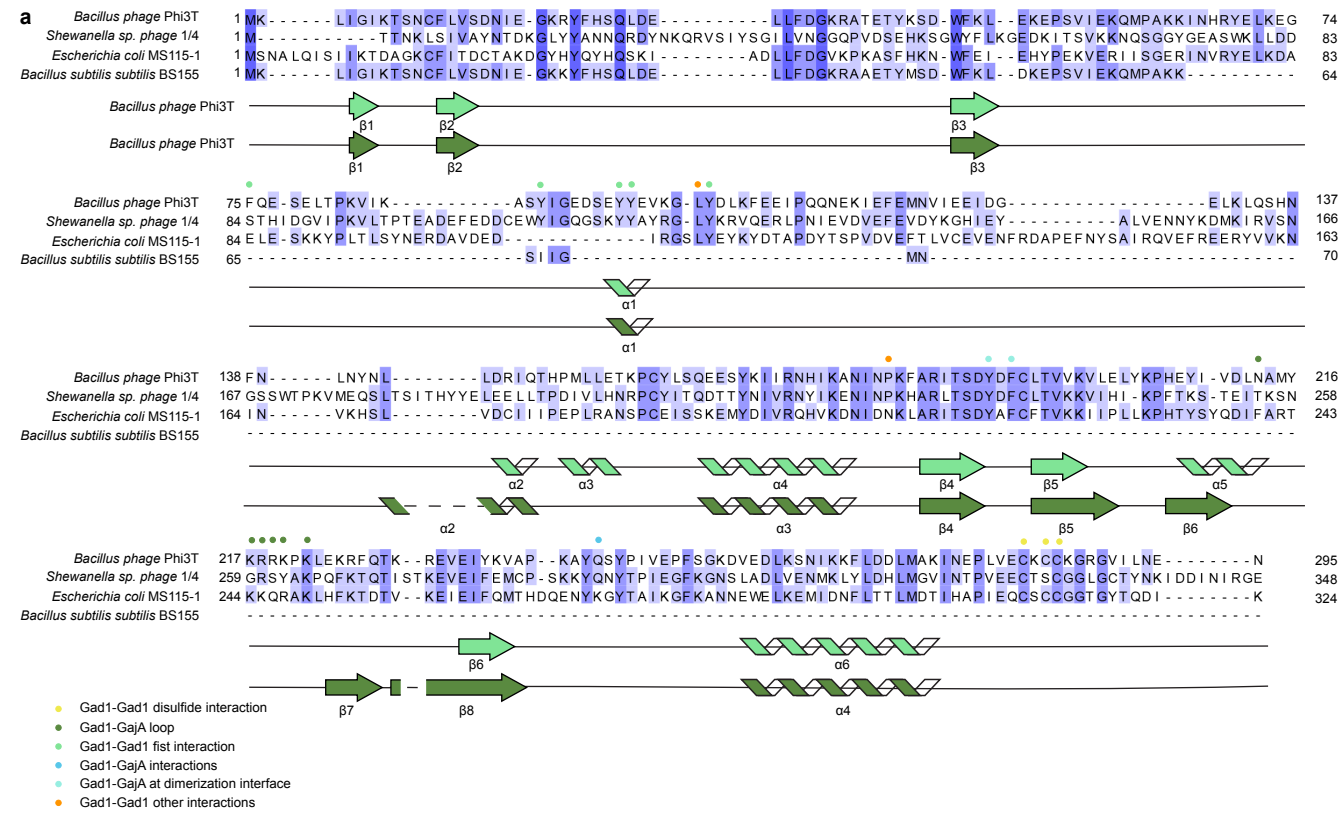 a
Bacillus phage Phi3T 1 MK-------LIGIKTSNCFLVSDNIE-GKRYFHSQLDE--------LLFDGKRATETYKSD-WFKL--EKEPSVIEKQMPAKKINHRYELKEG 74
Shewanella sp. phage 1/4 1 M-----------TTNKLSIVAYNTDKGLYYANNQRDYNKQRVSIYSGILVNGGQPVDSEHKSGWYFLKGEDKITSVKKNQSGGYGEASWKLLDD 83
Escherichia coli MS115-1 1 MSNALQISIIKTDAGKCFITDCTAKDGYHYQYHQSKI------ADLLFDGVKPKASFHKN-WFEI--EHYPEKVERIISGERINVRYELKDA 83
Bacillus subtilis subtilis BS155 1 MK-------LIGIKTSNCFLVSDNIE-GKKYFHSQLDE--------LLFDGKRAAETYMSD-WFKL--DKEPSVIEKQMPAKK---------- 64
Bacillus phage Phi3T
β1 β2 β3
Bacillus phage Phi3T
β1 β2 β3
Bacillus phage Phi3T 75 FQE-SELTPKVIK-----------ASYIGEDSEYYEVKG-LYDLKFEEIPQQNEKIEFEMNVIEEIDG------------------ELKLQSHN 137
Shewanella sp. phage 1/4 84 STHIDGVIPKVLTPTEADEFEDDCEWYIGQGSKYYAYRG-LYKRVQERLPNIEVDVEFEVDYKGHIEY----------ALVENNYKDMKIRVSN 166
Escherichia coli MS115-1 84 ELE-SKKYPLTLSYNERDAVDED-------------IRGSLYEYKYDTAPDYTSPVDVEFTLVCEVENFRDAPEFNYSAIRQVEFREERYVVKN 163
Bacillus subtilis subtilis BS155 65 -------------------------SIIG------------------------------MN---------------------------------- 70
α1
α1
Bacillus phage Phi3T 138 FN------LNYNL--------LDRIQTHPMLLETKPCYLSQEESYKIIRNHIKANINPKFARITSDYDFCLTVVKVLELYKPHEYI-VDLNAMY 216
Shewanella sp. phage 1/4 167 GSSWTPKVMEQSLTSITHYYELEELLTPDIVLHNRPCYITQDTTYNIVRNYIKENINPKHARLTSDYDFCLTVKKVIHI-KPFTKS-TEITKSN 258
Escherichia coli MS115-1 164 IN------VKHSL--------VDCIIIPEPLRANSPCEISSKEMYDIVRQHVKDNIDNKLARITSDYAFCFTVKKIIPLLKPHTYSYQDIFART 243
Bacillus subtilis subtilis BS155 ----------------------------------------------------------------------------------------------
α2 α3 α4 β4 β5 α5
α2 α3 β4 β5 β6
Bacillus phage Phi3T 217 KRRKPKLEKRFQTK--REVEIYKVAP--KAYQSYPIVEPFSGKDVEDLKSNIKKFLDDLMAKINEPLVECKCCKGRGVILNE---------N 295
Shewanella sp. phage 1/4 259 GRSYAKPQFKTQTISTKEVEIFEMCP-SKKYQNYTPIEGFKGNSLADLVENMKLYLDHLMGVINTPVEECTSCGGLGCTYNKIDDINIRGE 348
Escherichia coli MS115-1 244 KKQRAKLHFKTDTV--KEIEIFQMTHDQENYKGYTAIKGFKANNEWELKEMIDNFLTTLMDTIHAPIEQCSCCGGTGYTQDI---------K 324
Bacillus subtilis subtilis BS155 --------------------------------------------------------------------------------------------
β6 α6
β7 β8 α4
Gad1-Gad1 disulfide interaction
Gad1-GajA loop
Gad1-Gad1 fist interaction
Gad1-GajA interactions
Gad1-GajA at dimerization interface
Gad1-Gad1 other interactions